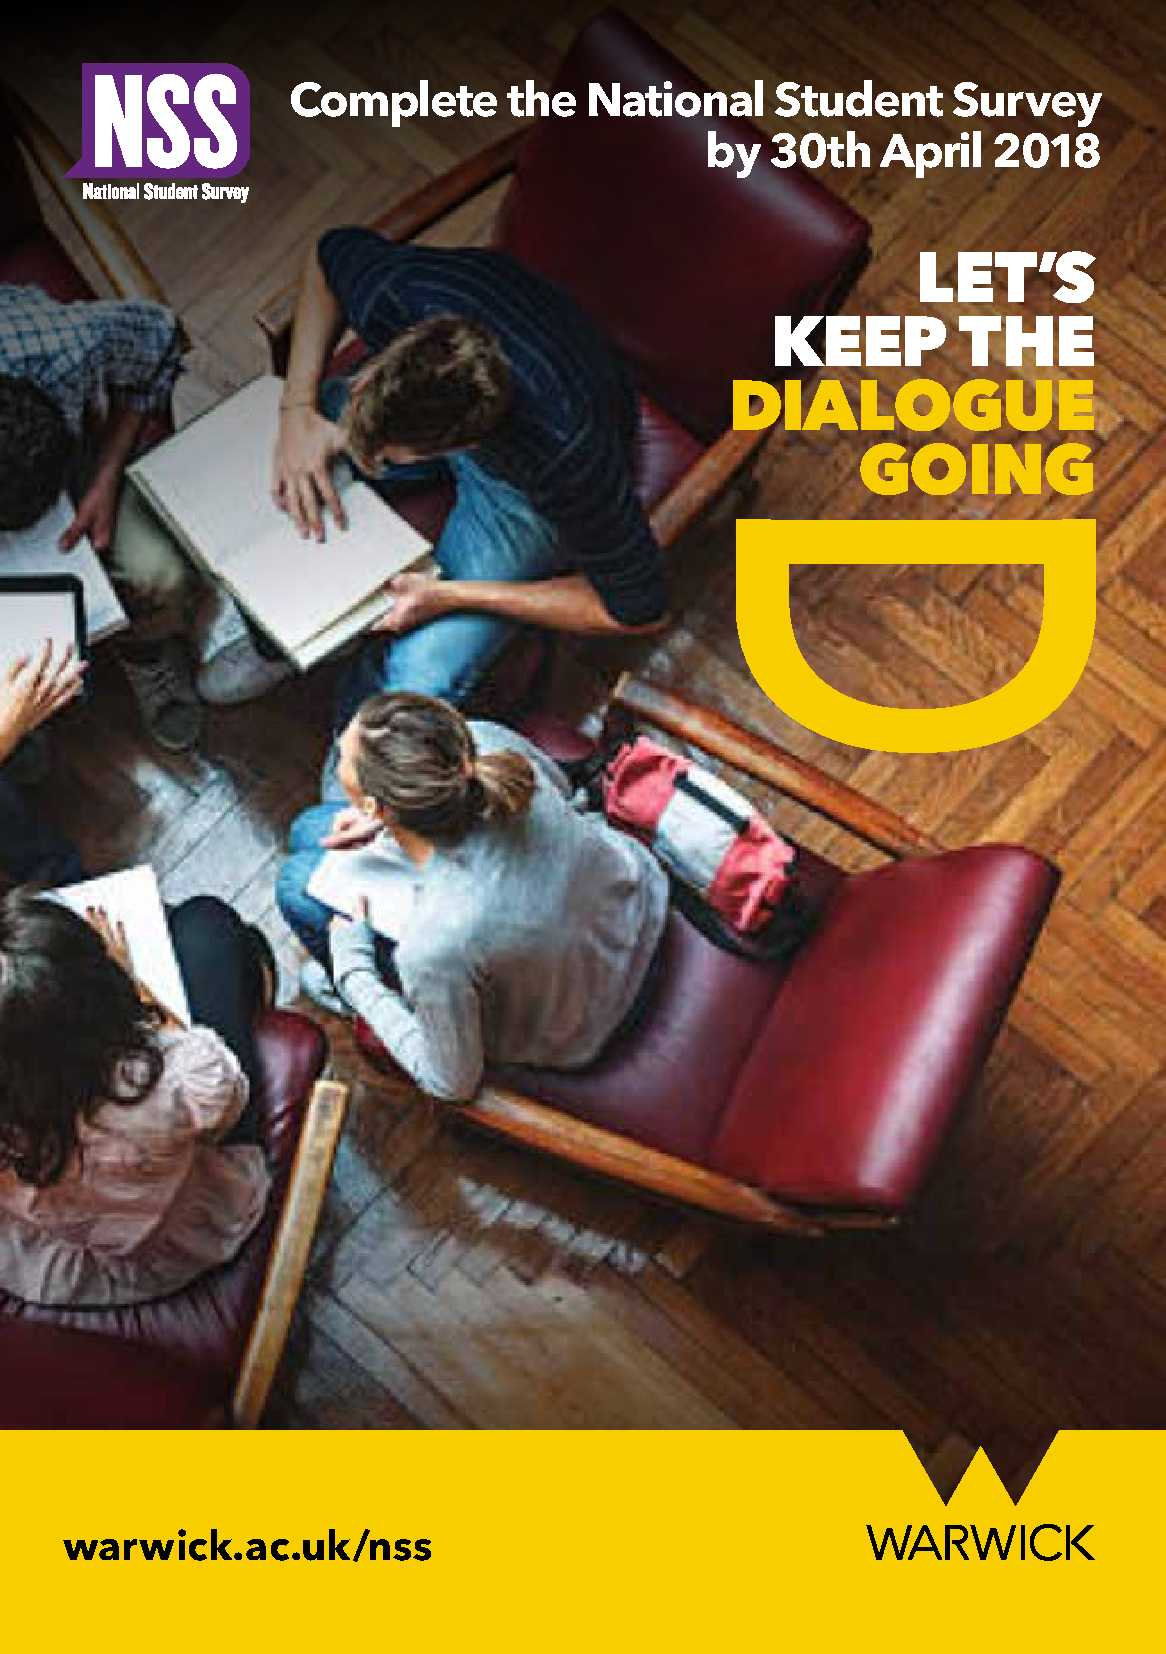 NSS
National Student Survey
Complete the National Student Survey
by 30th April 2018
LET'S
KEEP THE
DIALOGUE
GOING
D
warwick.ac.uk/nss
WARWICK